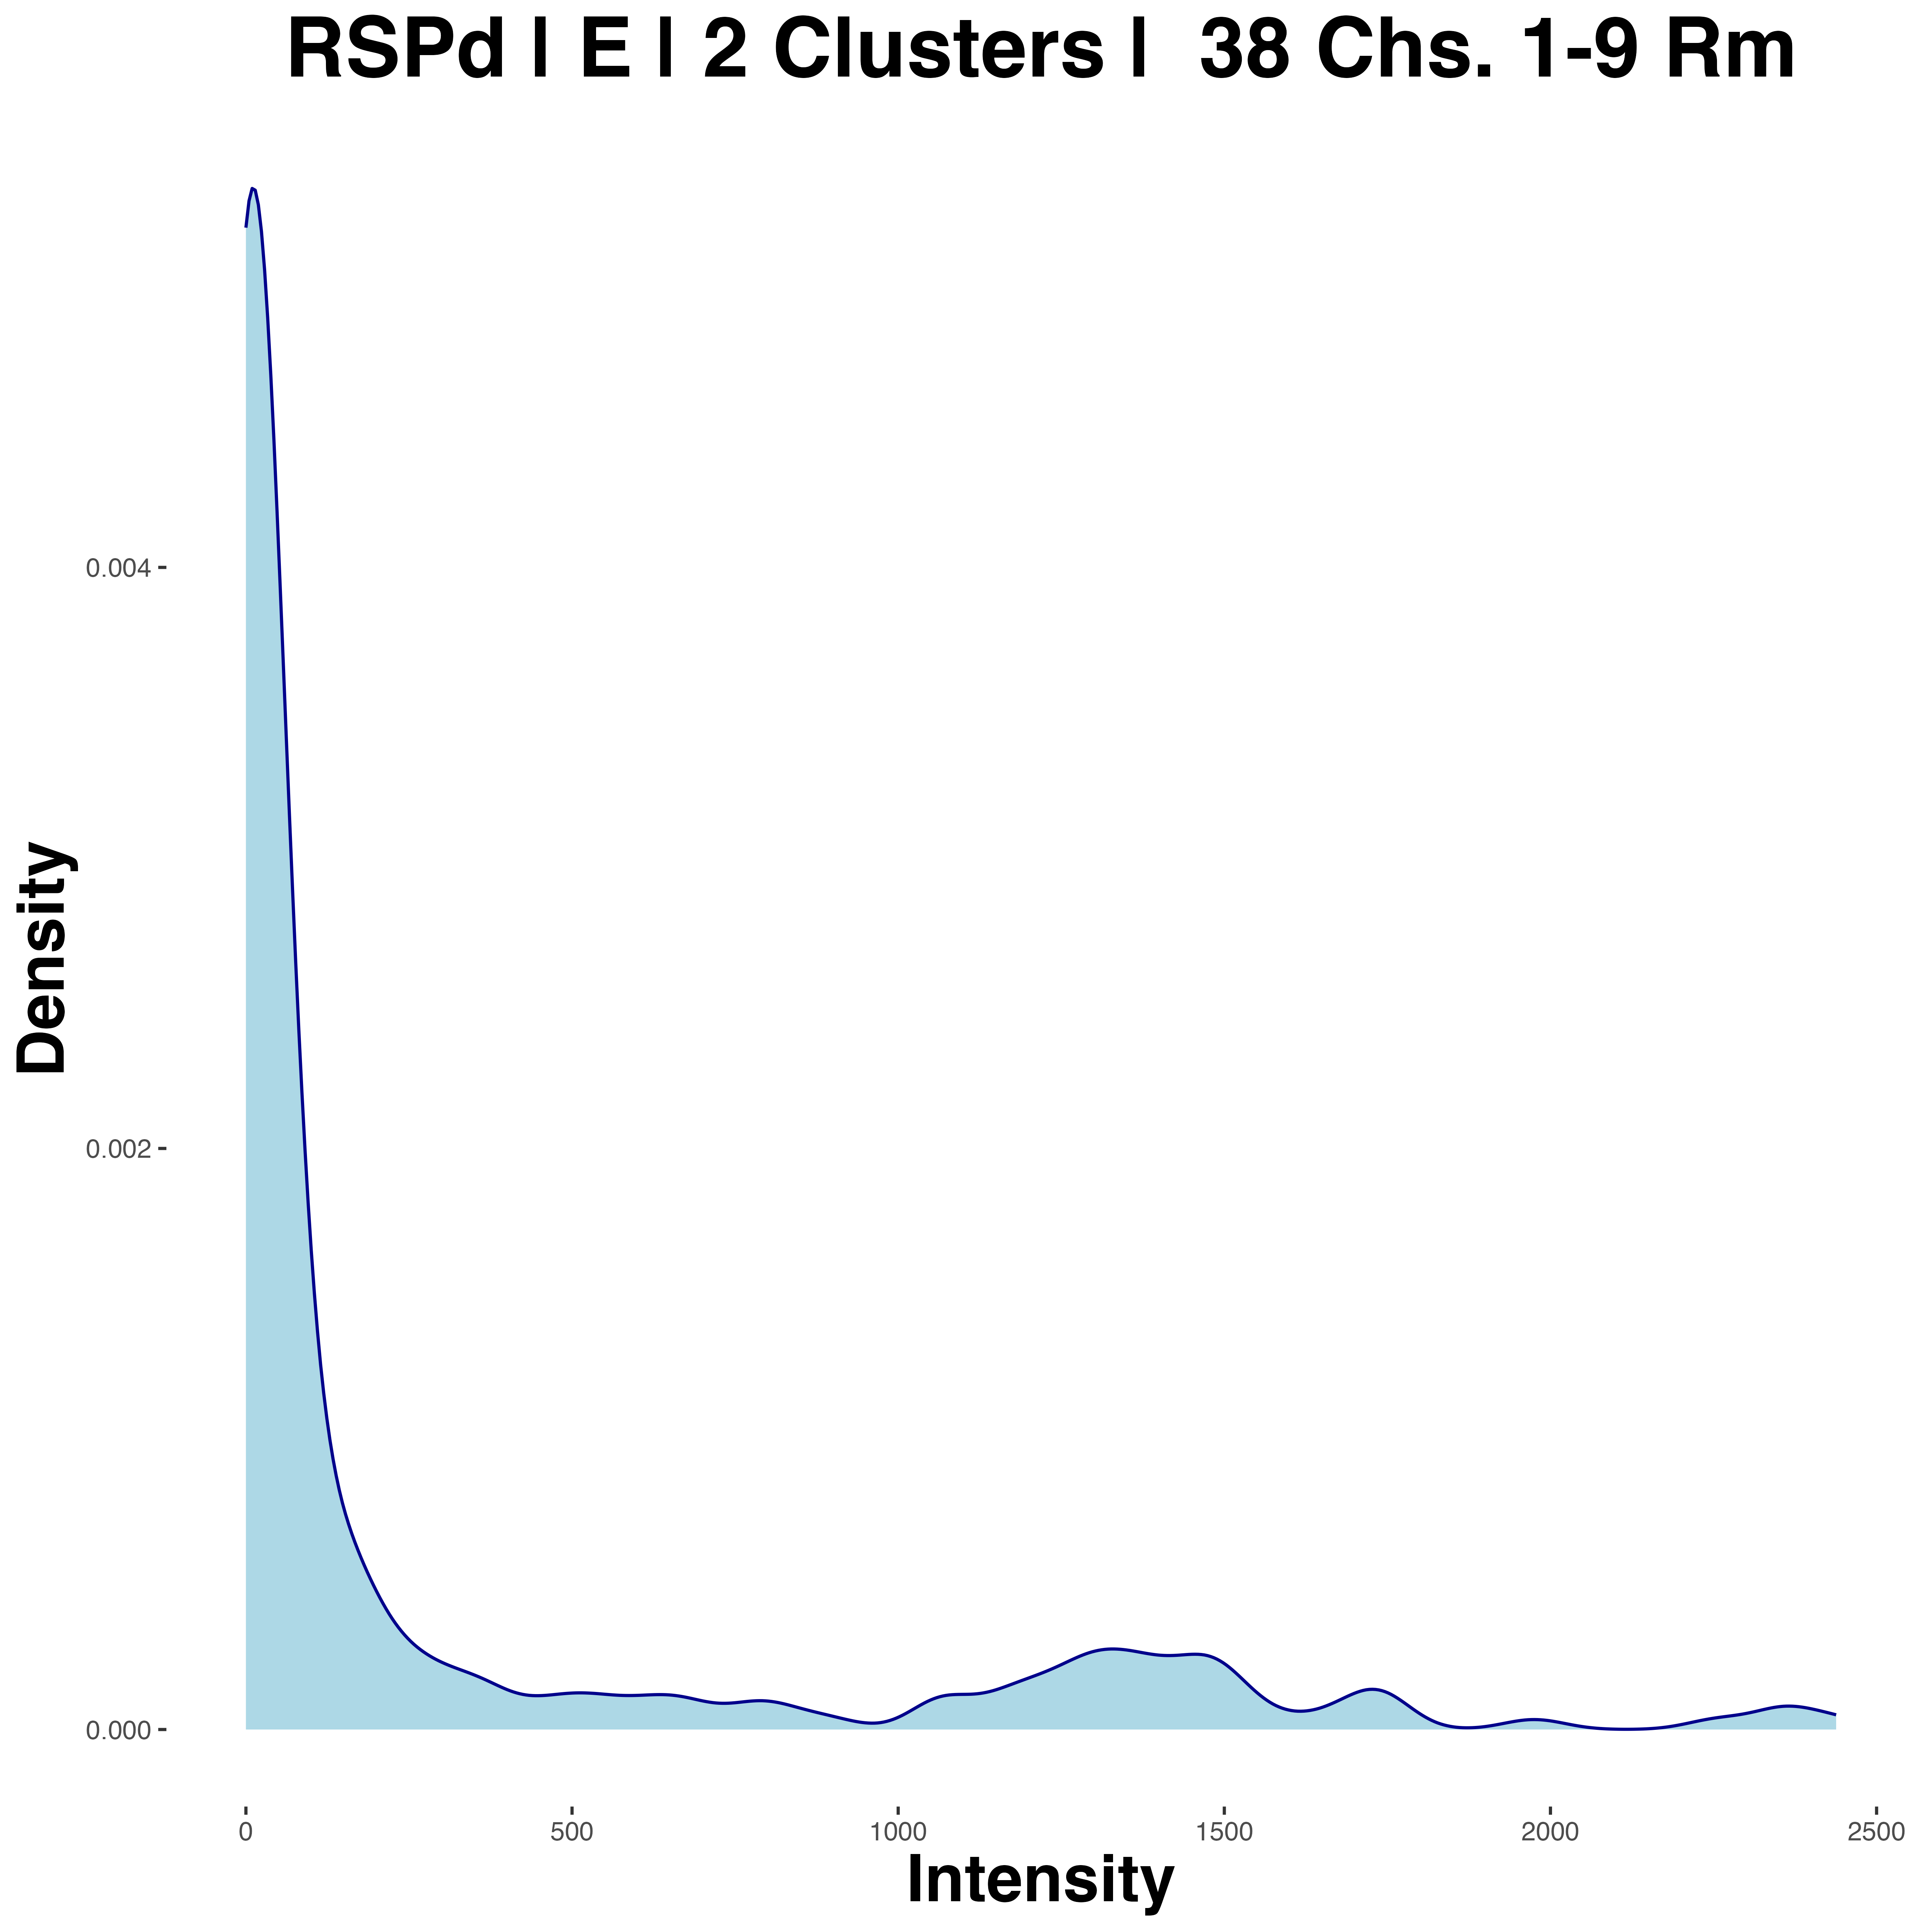 RSPd | E | 2 Clusters |  38 Chs. 1-9 Rm
Density
0.004
0.002
0.000
0 500 1000 1500 2000 2500
Intensity